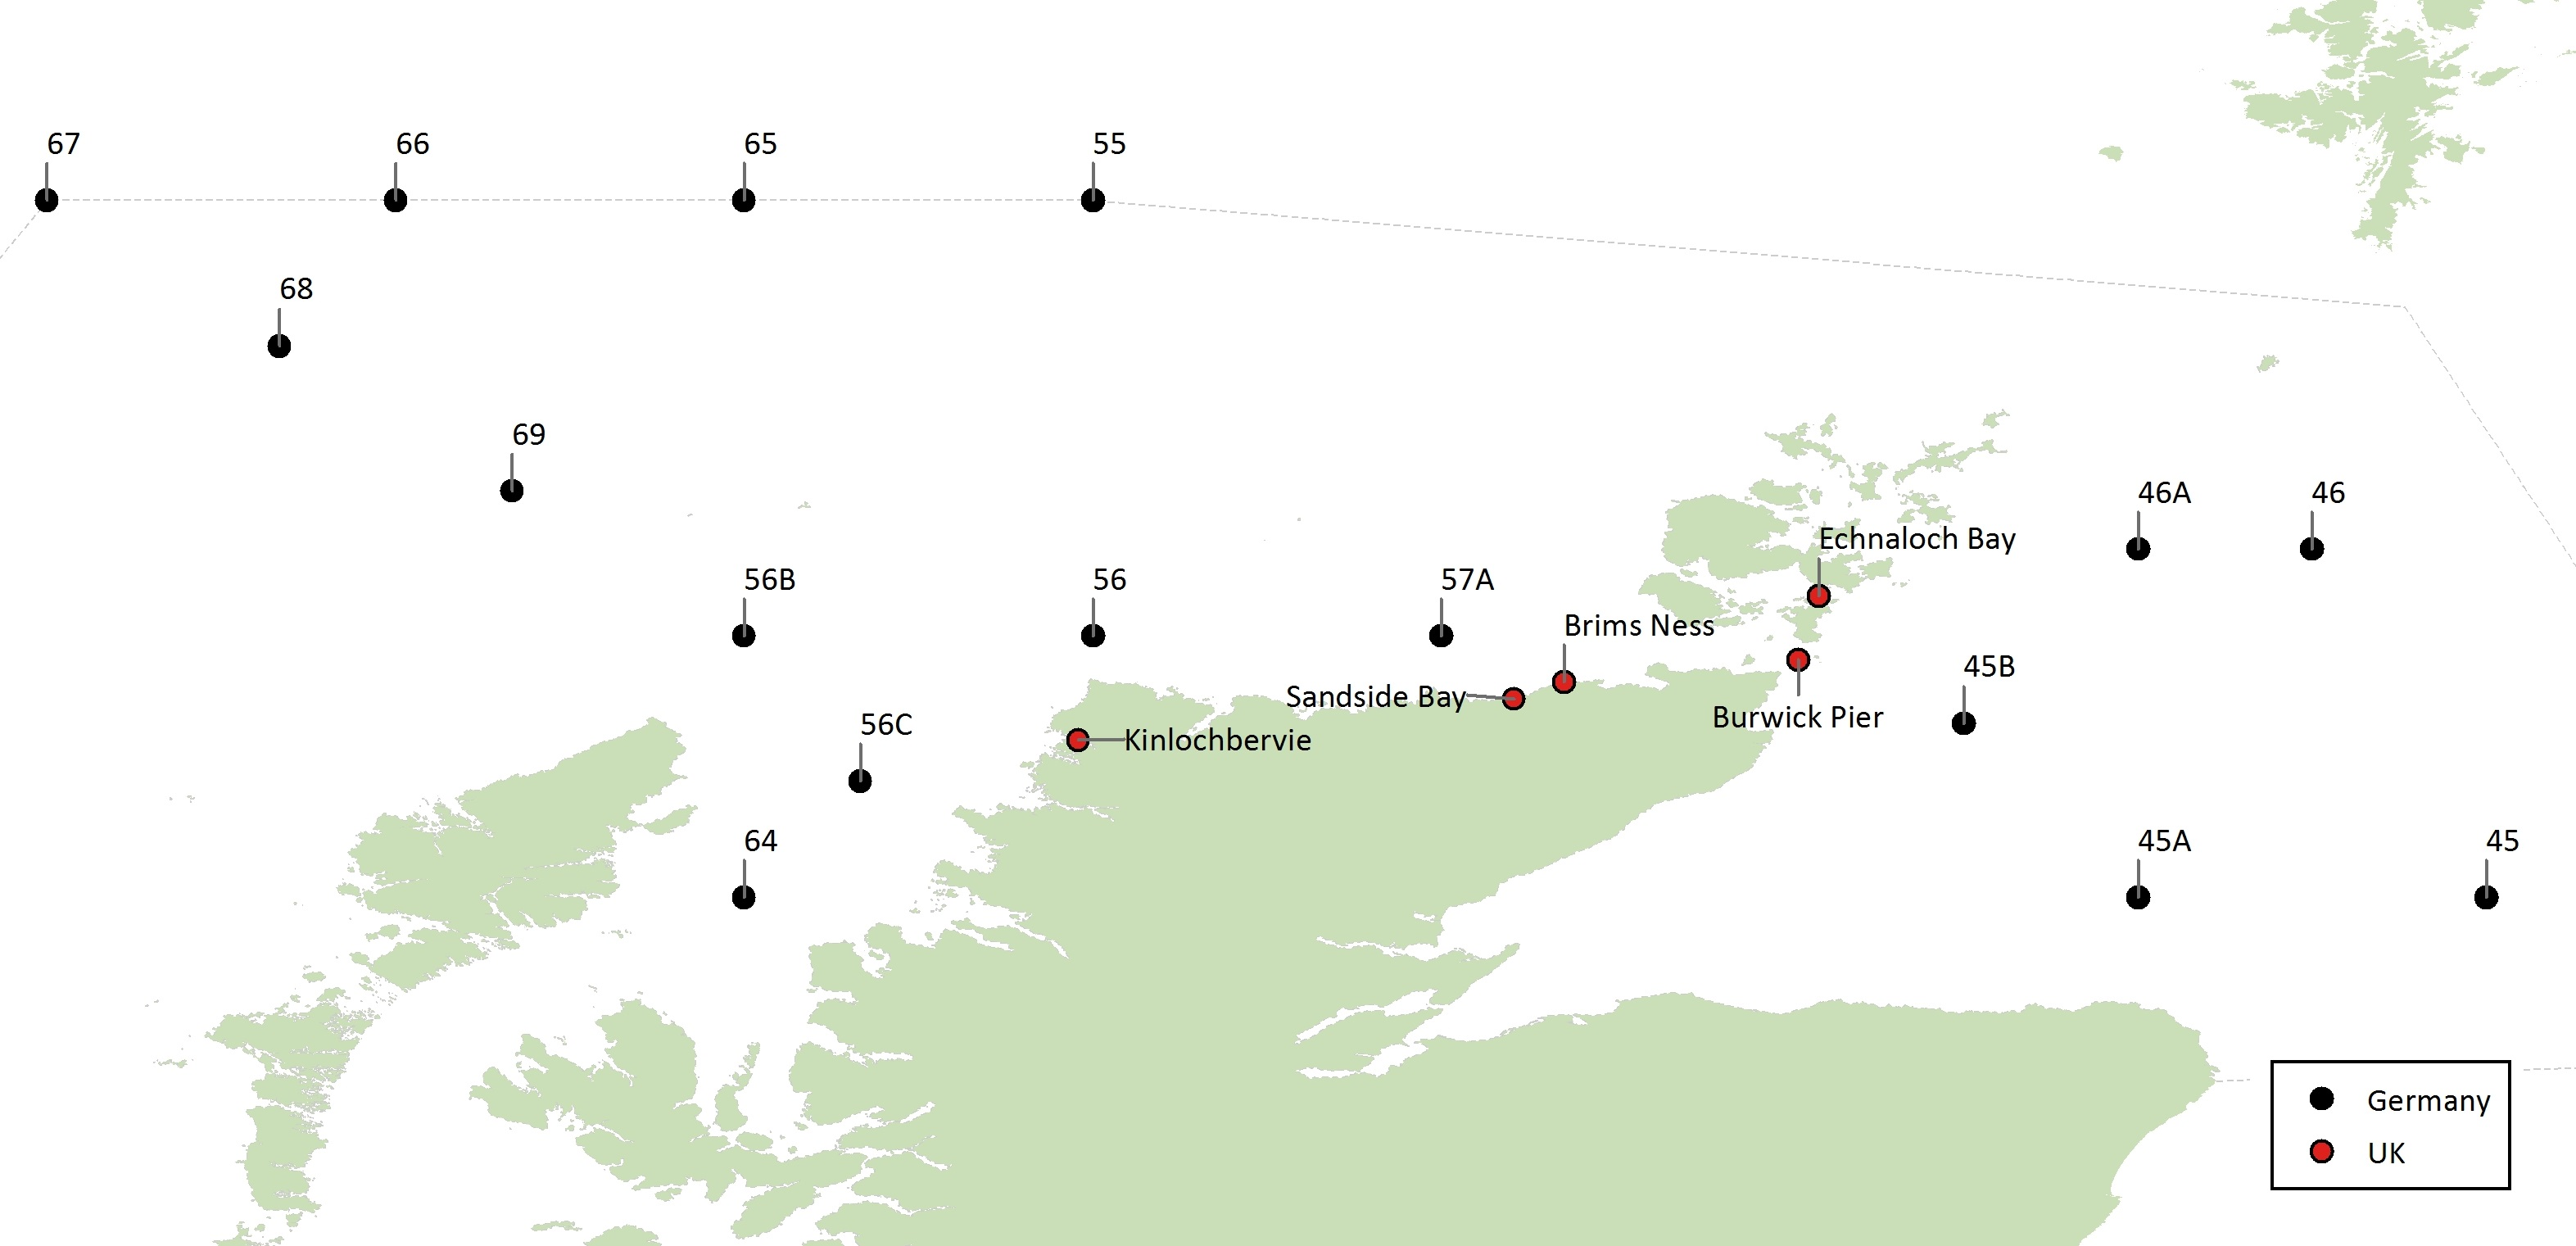 67
66
65
55
68
69
46A
46
Echnaloch Bay
56B
56
57A
Brims Ness
45B
Sandside Bay
Burwick Pier
56C
Kinlochbervie
64
45A
45
Germany
UK